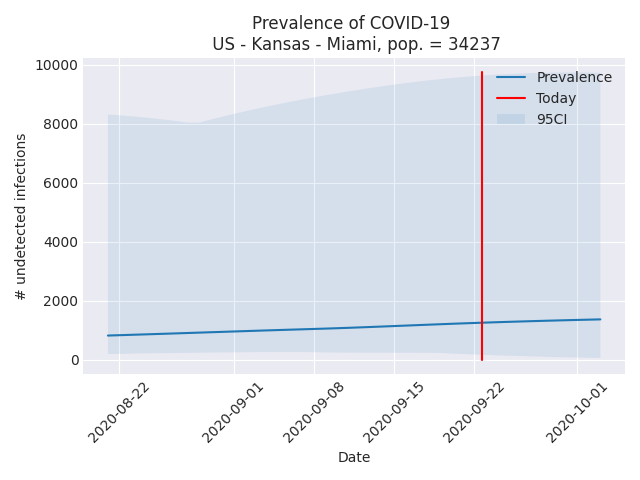 Prevalence of COVID-19
US - Kansas - Miami, pop. = 34237
10000
8000
6000
4000
2000
0
# undetected infections
Prevalence
Today
95CI
2020-08-22
2020-09-01
2020-09-08
2020-09-15
2020-09-22
2020-10-01
Date